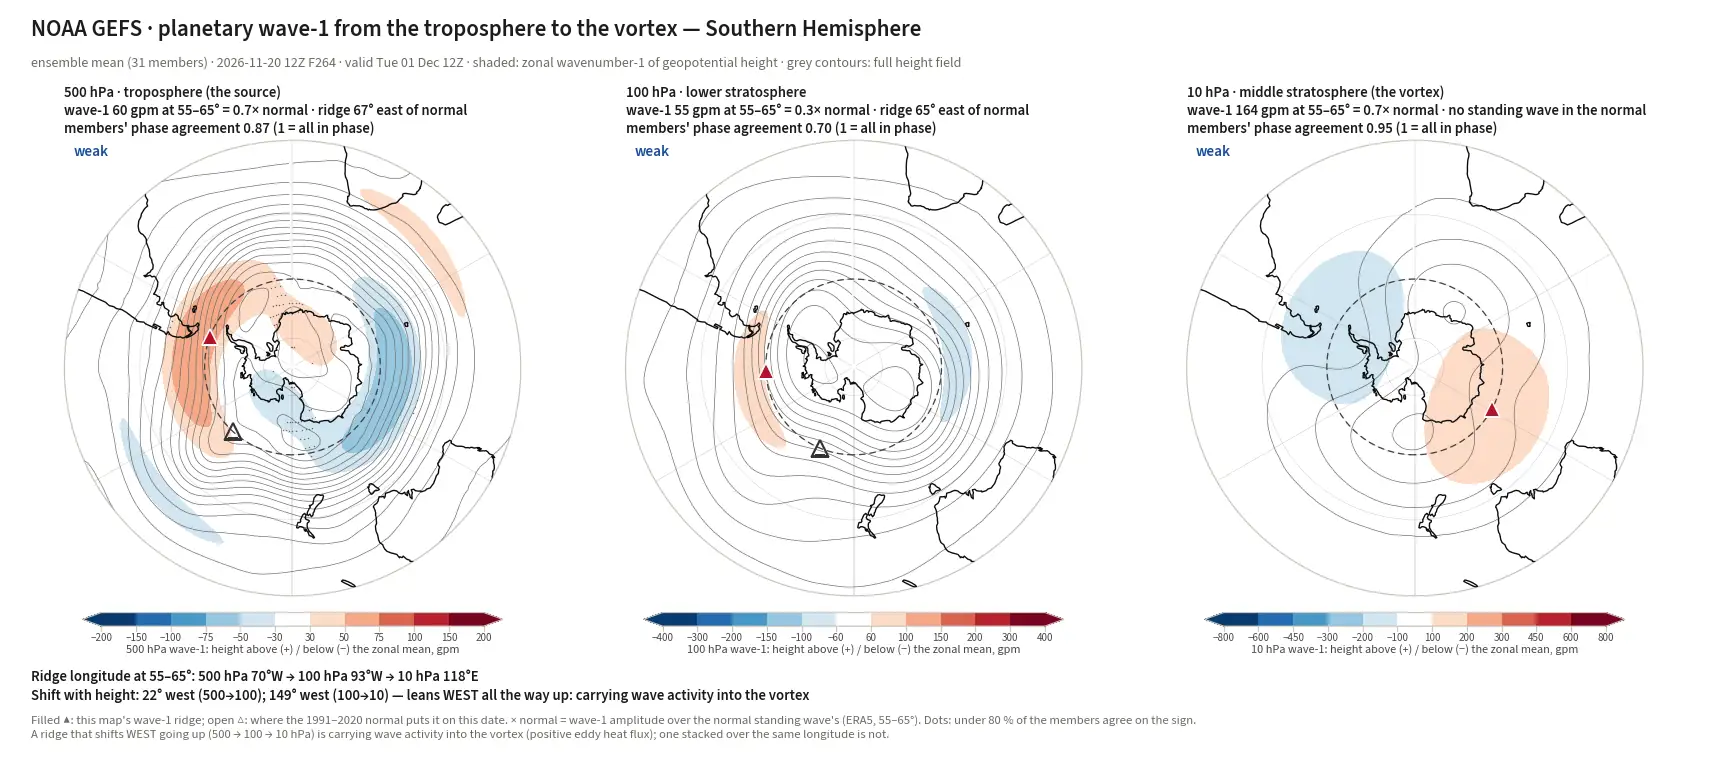 NOAA GEFS · planetary wave-1 from the troposphere to the vortex — Southern Hemisphere
ensemble mean (31 members) · 2026-11-20 12Z F264 · valid Tue 01 Dec 12Z · shaded: zonal wavenumber-1 of geopotential height · grey contours: full height field
500 hPa · troposphere (the source)
wave-1 60 gpm at 55–65° = 0.7× normal · ridge 67° east of normal
members' phase agreement 0.87 (1 = all in phase)
weak
100 hPa · lower stratosphere
wave-1 55 gpm at 55–65° = 0.3× normal · ridge 65° east of normal
members' phase agreement 0.70 (1 = all in phase)
weak
10 hPa · middle stratosphere (the vortex)
wave-1 164 gpm at 55–65° = 0.7× normal · no standing wave in the normal
members' phase agreement 0.95 (1 = all in phase)
weak
−200 −150 −100 −75 −50 −30 30 50 75 100 150 200
500 hPa wave-1: height above (+) / below (−) the zonal mean, gpm
−400 −300 −200 −150 −100 −60 60 100 150 200 300 400
100 hPa wave-1: height above (+) / below (−) the zonal mean, gpm
−800 −600 −450 −300 −200 −100 100 200 300 450 600 800
10 hPa wave-1: height above (+) / below (−) the zonal mean, gpm
Ridge longitude at 55–65°: 500 hPa 70°W → 100 hPa 93°W → 10 hPa 118°E
Shift with height: 22° west (500→100); 149° west (100→10) — leans WEST all the way up: carrying wave activity into the vortex
Filled ▲: this map's wave-1 ridge; open △: where the 1991–2020 normal puts it on this date. × normal = wave-1 amplitude over the normal standing wave's (ERA5, 55–65°). Dots: under 80 % of the members agree on the sign.
A ridge that shifts WEST going up (500 → 100 → 10 hPa) is carrying wave activity into the vortex (positive eddy heat flux); one stacked over the same longitude is not.